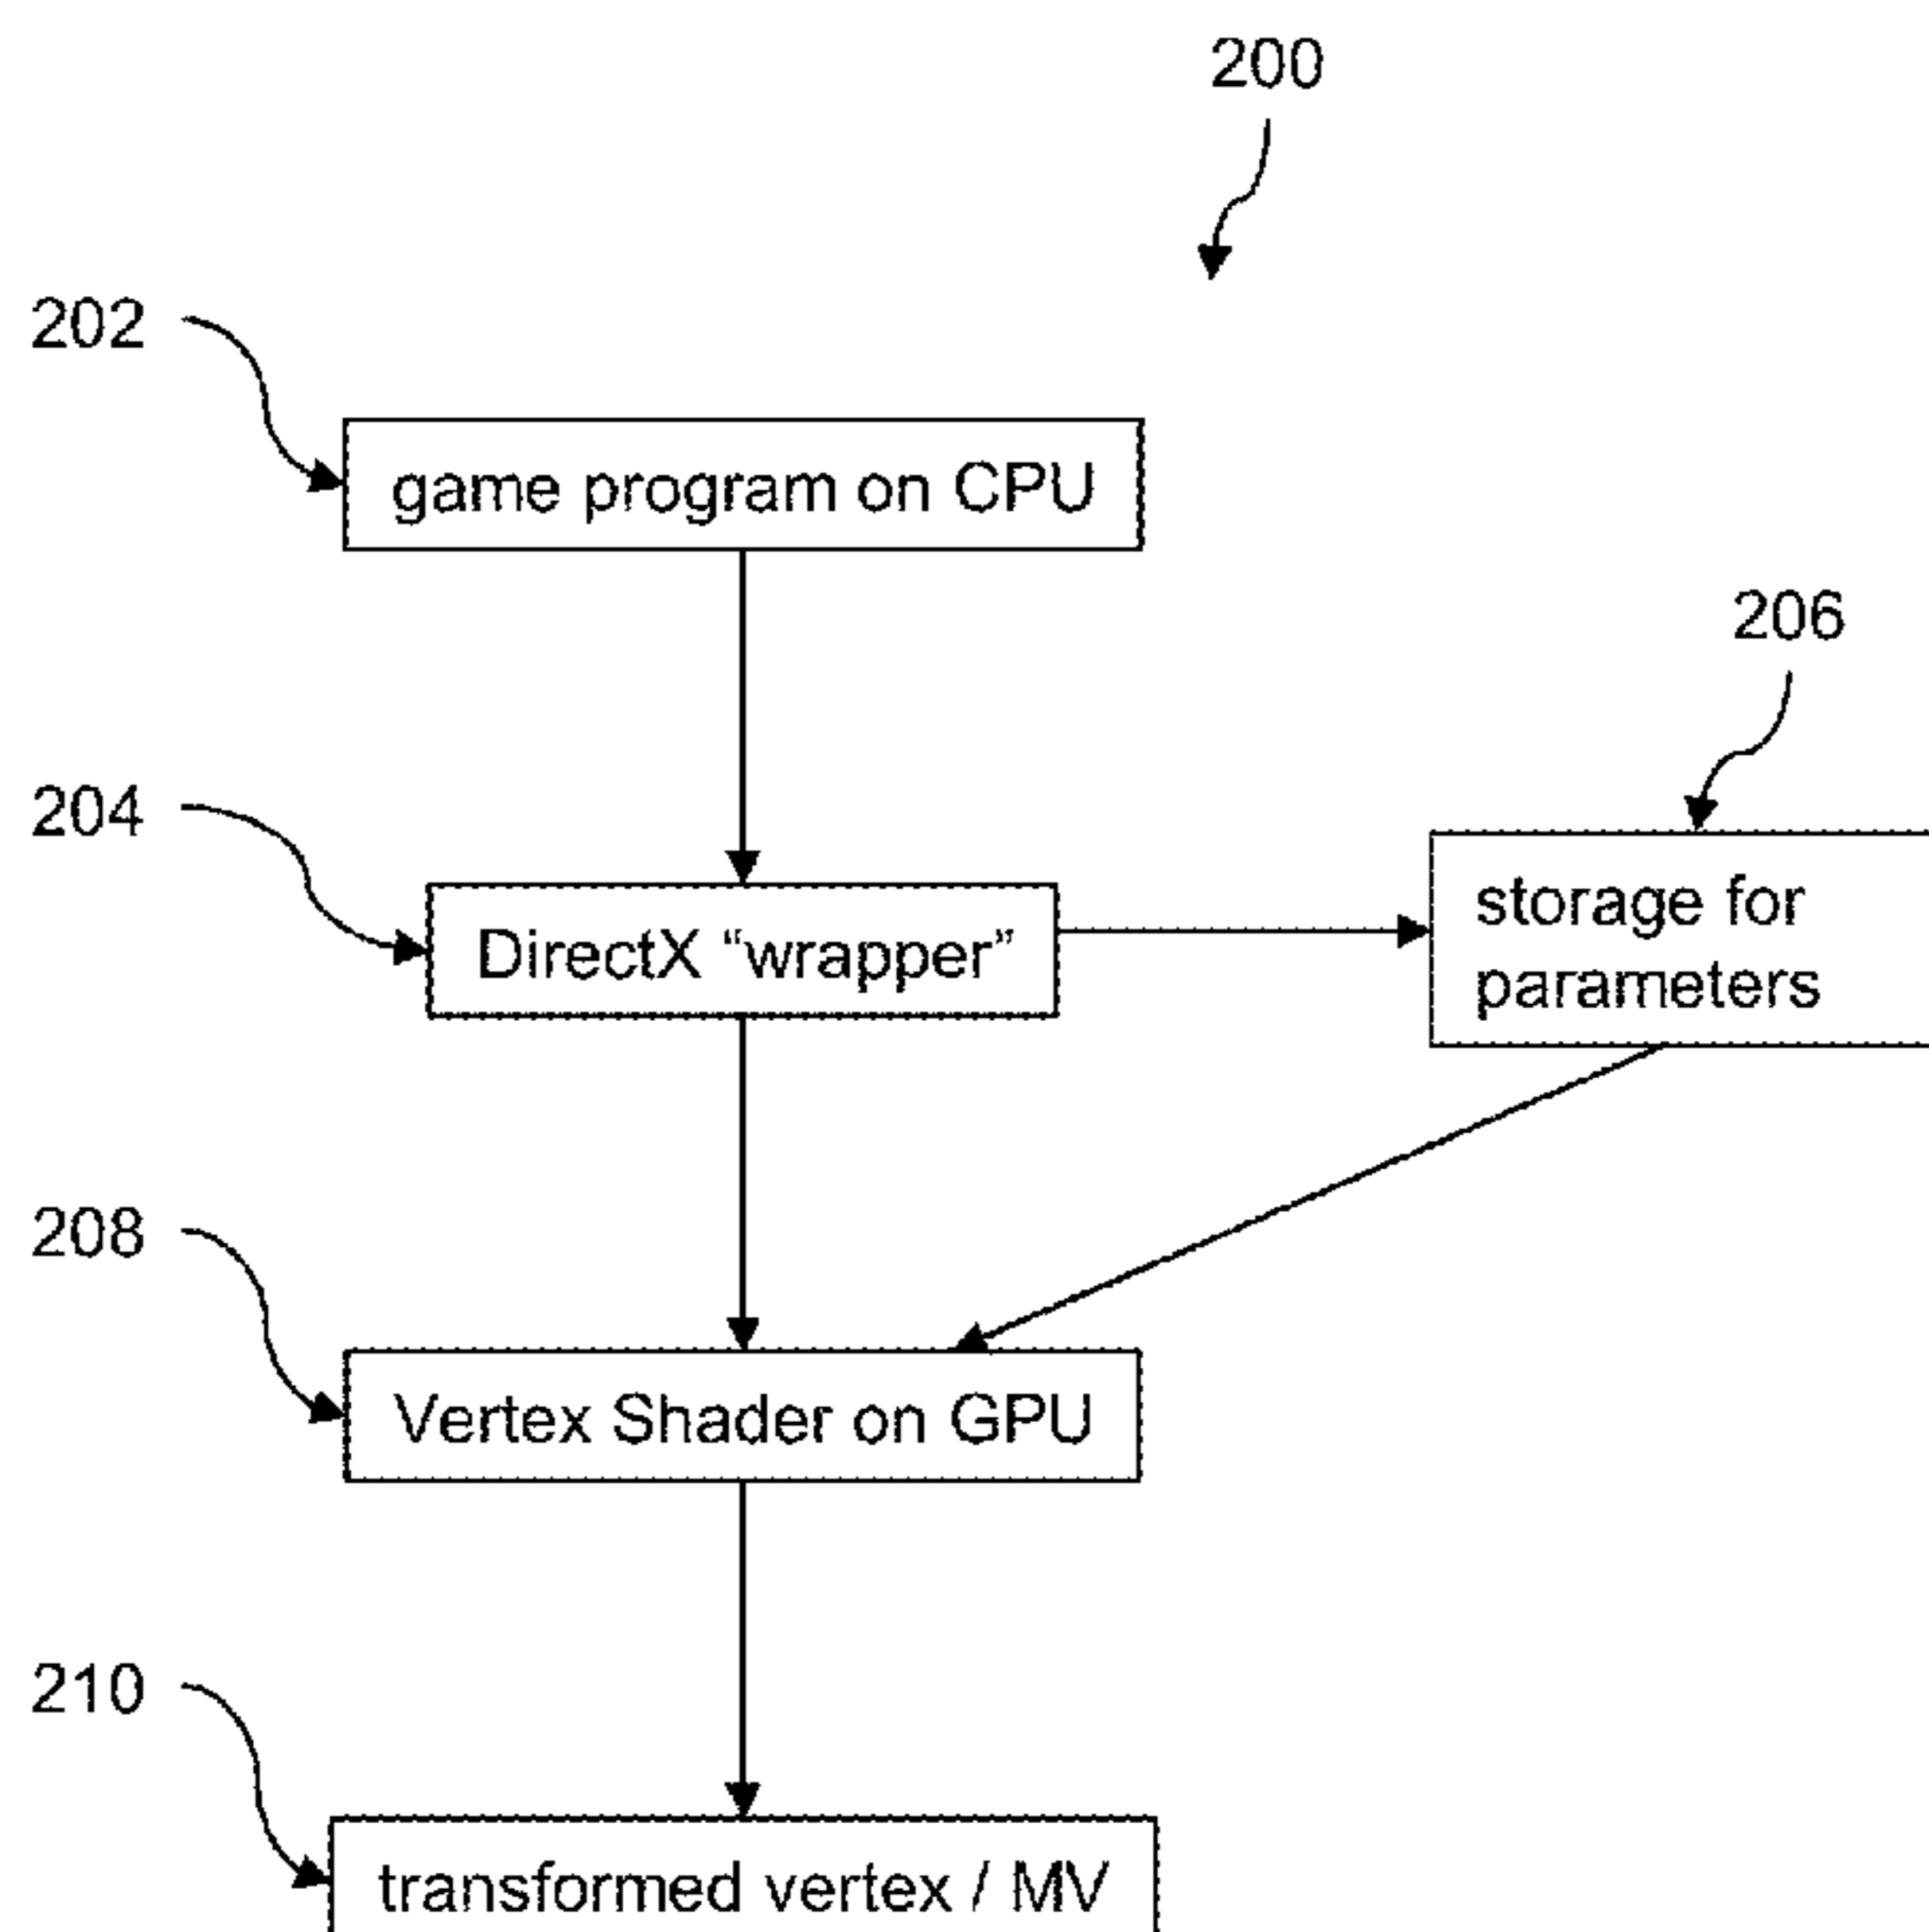 200
202
game program on CPU
206
204
storage for
parameters
DirectX “wrapper”
208
Vertex Shader on GPU
210
transformed vertex / MV